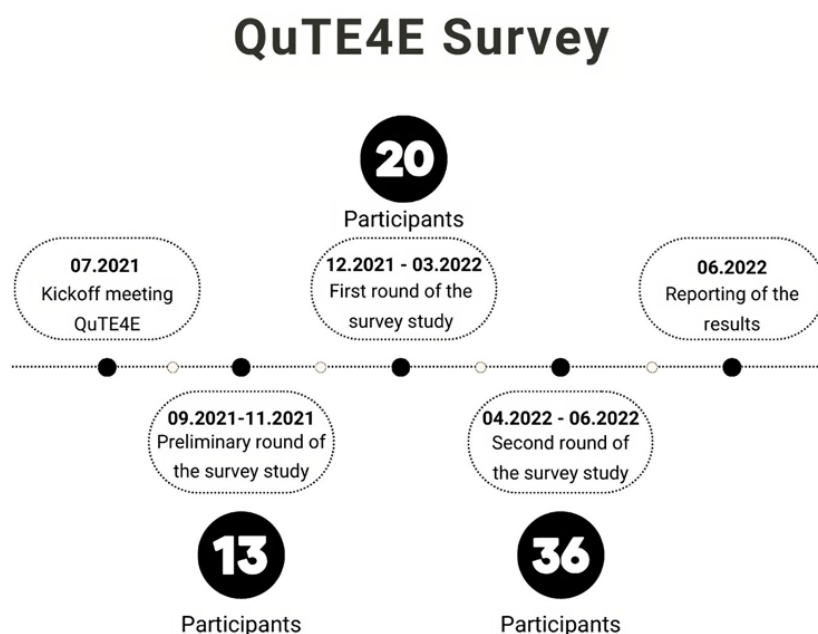 QuTE4E Survey
20
Participants
07.2021
Kickoff meeting
QuTE4E
12.2021 - 03.2022
First round of the
survey study
06.2022
Reporting of the
results
09.2021-11.2021
Preliminary round of
the survey study
04.2022 - 06.2022
Second round of
the survey study
13
Participants
36
Participants